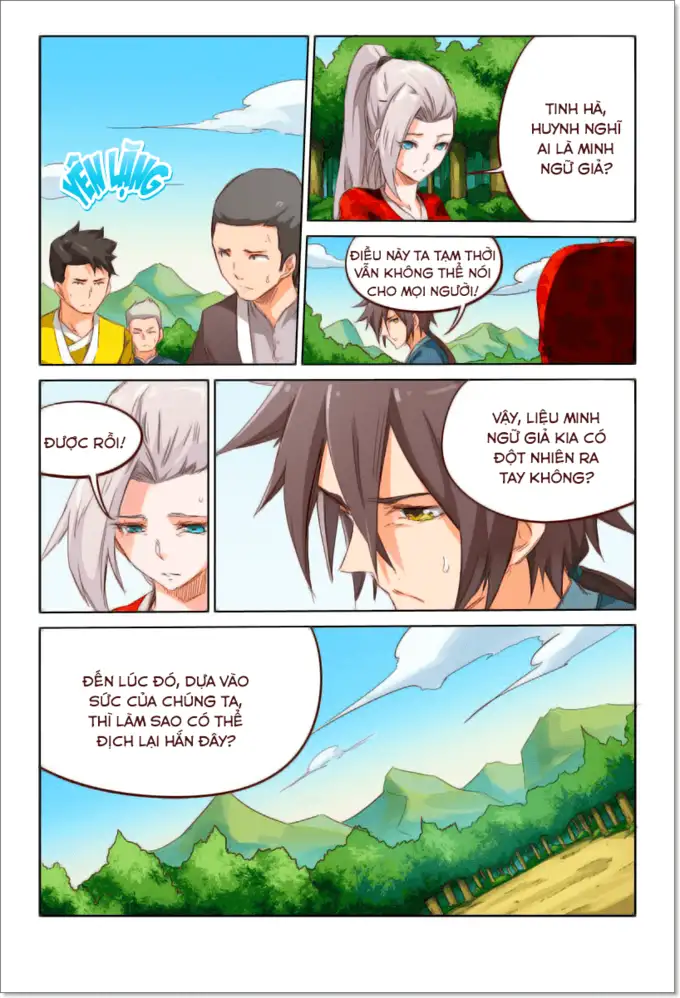 YÊN LẶNG
TINH HÀ,
HUYNH NGHĨ
AI LÀ MINH
NGỮ GIẢ?
ĐIỀU NÀY TA TẠM THỜI
VẪN KHÔNG THỂ NÓI
CHO MỌI NGƯỜI!
ĐƯỢC RỒI!
VẬY, LIỆU MINH
NGỮ GIẢ KIA CÓ
ĐỘT NHIÊN RA
TAY KHÔNG?
ĐẾN LÚC ĐÓ, DỰA VÀO
SỨC CỦA CHÚNG TA,
THÌ LÀM SAO CÓ THỂ
ĐỊCH LẠI HẮN ĐÂY?